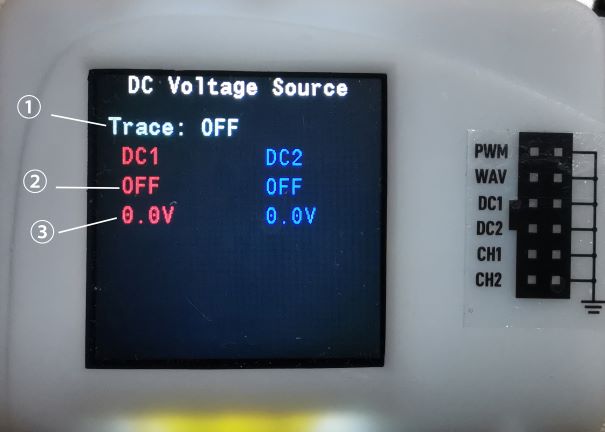 DC Voltage Source
①
Trace: OFF
DC1 DC2
② OFF OFF
③ 0.0V 0.0V
PWM
WAV
DC1
DC2
CH1
CH2